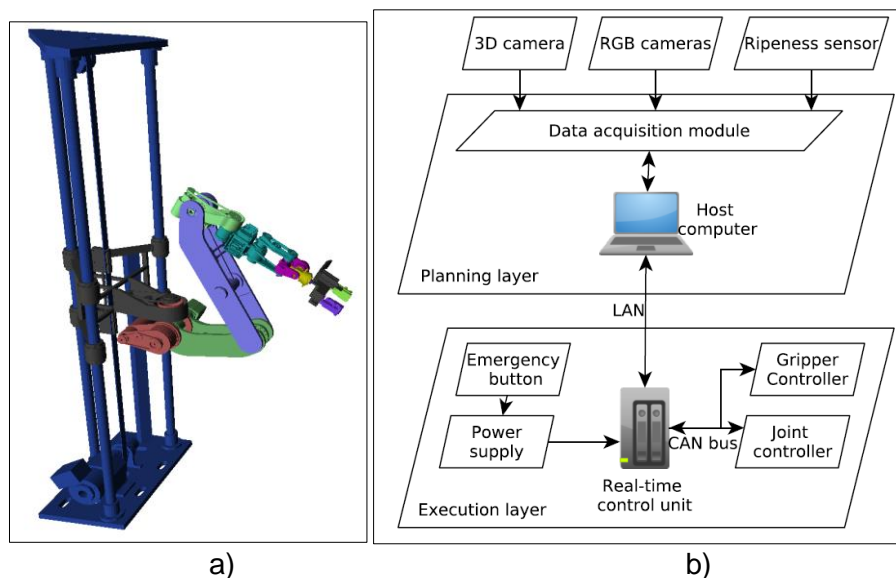 3D camera
RGB cameras
Ripeness sensor
Data acquisition module
Host
computer
Planning layer
LAN
Emergency
button
Gripper
Controller
Power
supply
CAN bus
Joint
controller
Real-time
control unit
Execution layer
a)
b)